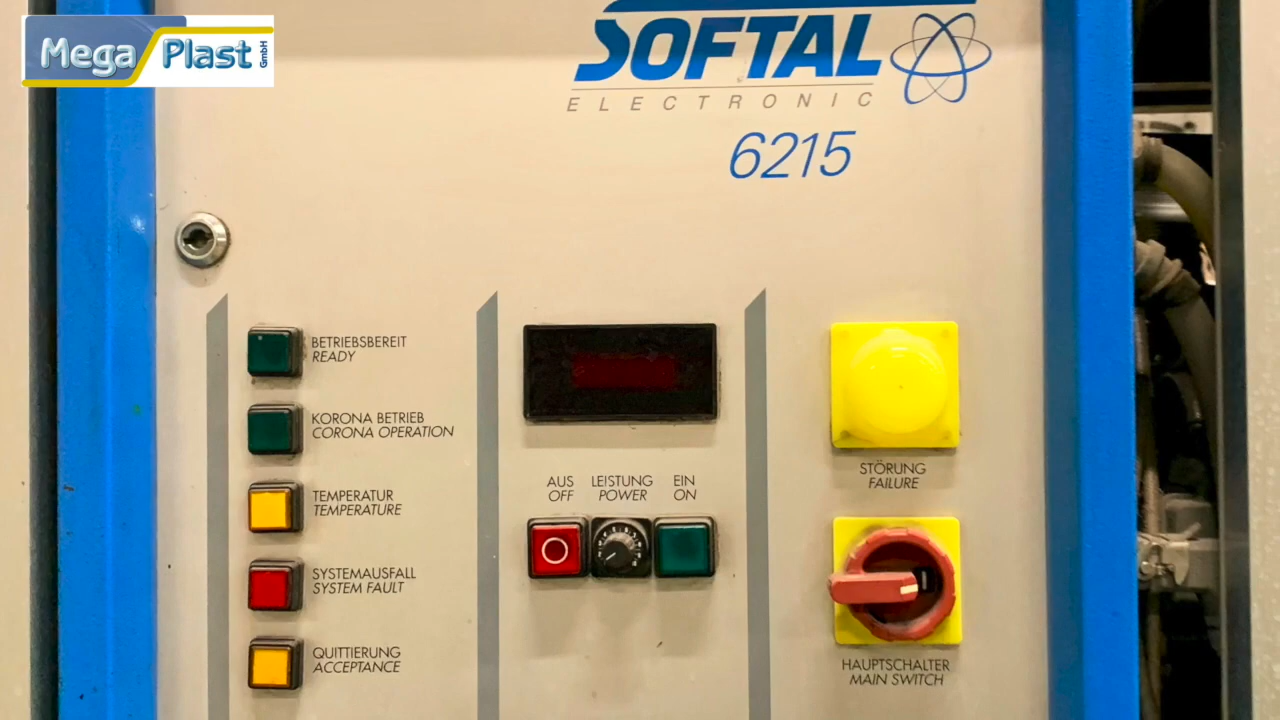 Mega Plast GmbH
SOFTAL
ELECTRONIC
6215
BETRIEBSBEREIT
READY
KORONA BETRIEB
CORONA OPERATION
TEMPERATUR
TEMPERATURE
SYSTEMAUSFALL
SYSTEM FAULT
QUITTIERUNG
ACCEPTANCE
AUS LEISTUNG EIN
OFF POWER ON
STÖRUNG
FAILURE
HAUPTSCHALTER
MAIN SWITCH